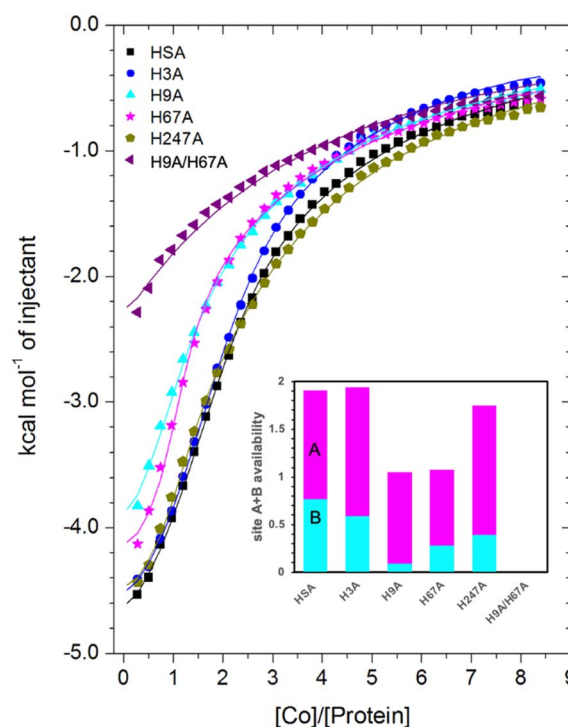 0.0
-1.0
-2.0
-3.0
-4.0
-5.0
kcal mol⁻¹ of injectant
HSA
H3A
H9A
H67A
H247A
H9A/H67A
2
1.5
1
0.5
0
site A+B availability
A
B
HSA
H3A
H9A
H67A
H247A
H9A/H67A
0 1 2 3 4 5 6 7 8 9
[Co]/[Protein]